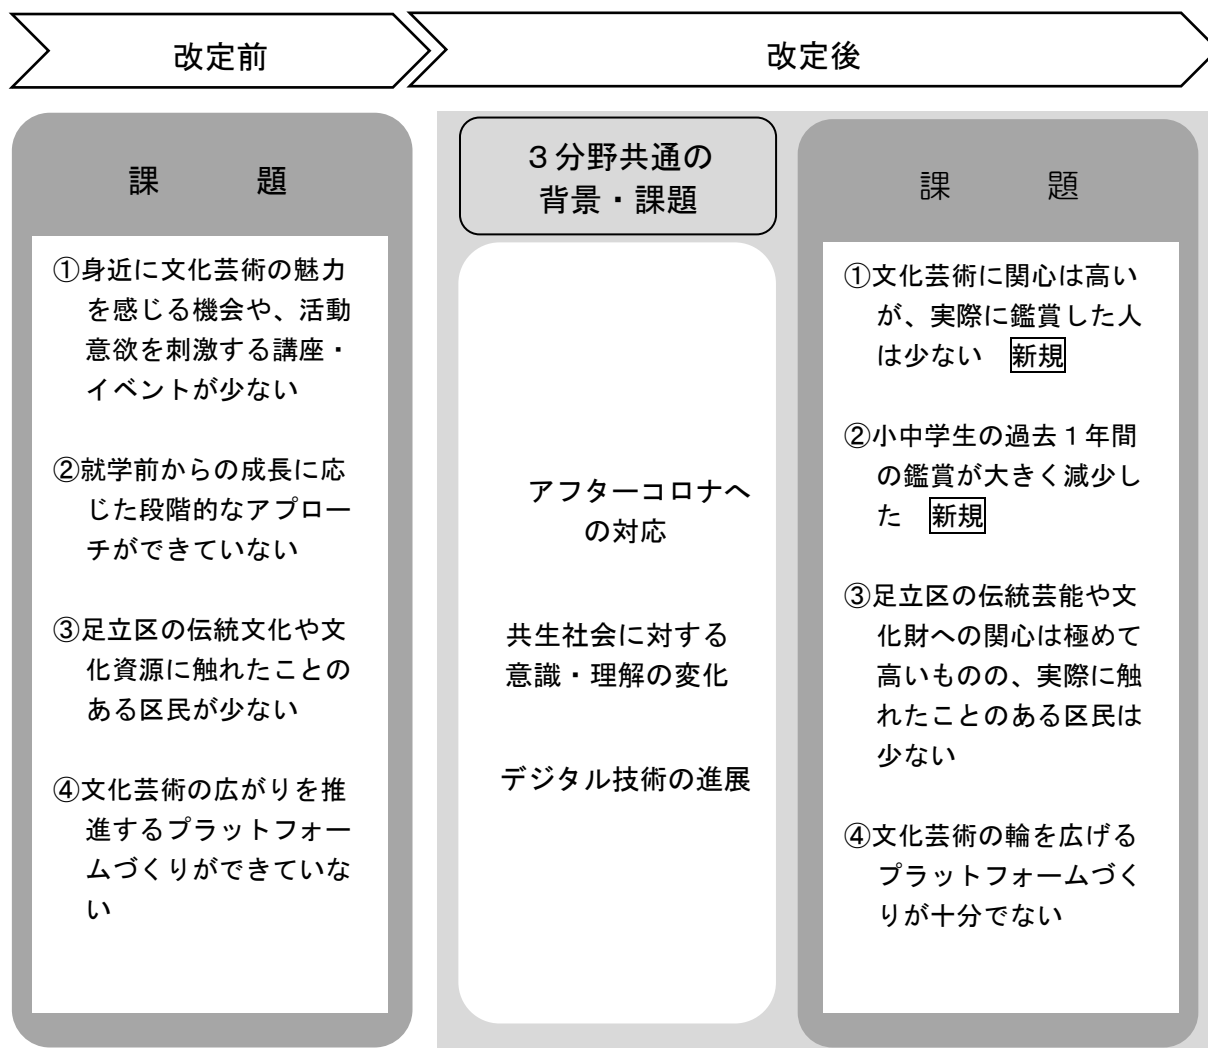 改定前
改定後
課　題
①身近に文化芸術の魅力
を感じる機会や、活動
意欲を刺激する講座・
イベントが少ない
②就学前からの成長に応
じた段階的なアプロー
チができていない
③足立区の伝統文化や文
化資源に触れたことの
ある区民が少ない
④文化芸術の広がりを推
進するプラットフォー
ムづくりができていな
い
３分野共通の
背景・課題
アフターコロナへ
の対応
共生社会に対する
意識・理解の変化
デジタル技術の進展
課　題
①文化芸術に関心は高い
が、実際に鑑賞した人
は少ない　新規
②小中学生の過去１年間
の鑑賞が大きく減少し
た　新規
③足立区の伝統芸能や文
化財への関心は極めて
高いものの、実際に触
れたことのある区民は
少ない
④文化芸術の輪を広げる
プラットフォームづく
りが十分でない